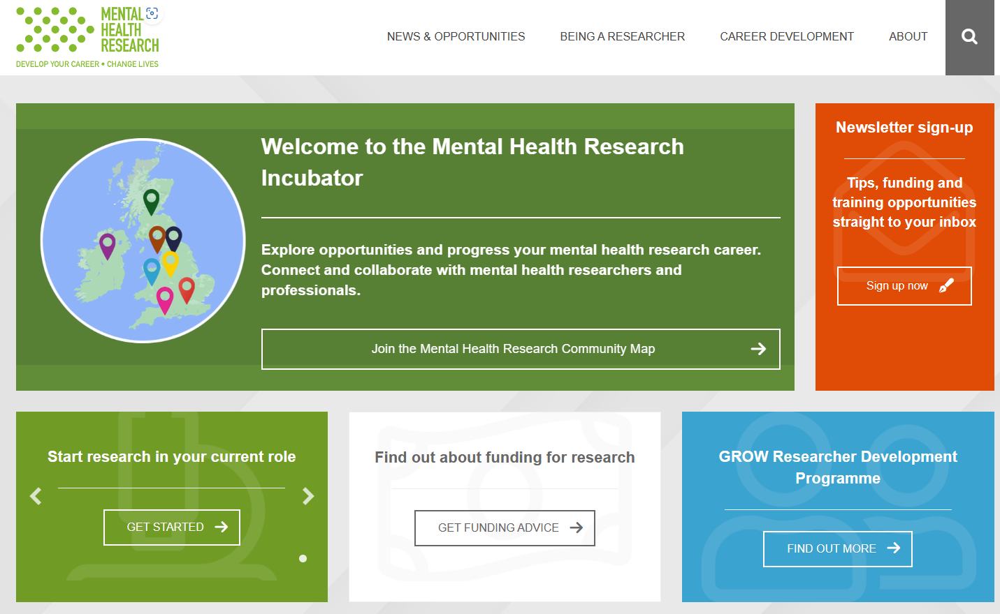 MENTAL
HEALTH
RESEARCH
DEVELOP YOUR CAREER • CHANGE LIVES
NEWS & OPPORTUNITIES
BEING A RESEARCHER
CAREER DEVELOPMENT
ABOUT
Welcome to the Mental Health Research
Incubator
Explore opportunities and progress your mental health research career.
Connect and collaborate with mental health researchers and
professionals.
Join the Mental Health Research Community Map
Newsletter sign-up
Tips, funding and
training opportunities
straight to your inbox
Sign up now
Start research in your current role
GET STARTED
Find out about funding for research
GET FUNDING ADVICE
GROW Researcher Development
Programme
FIND OUT MORE